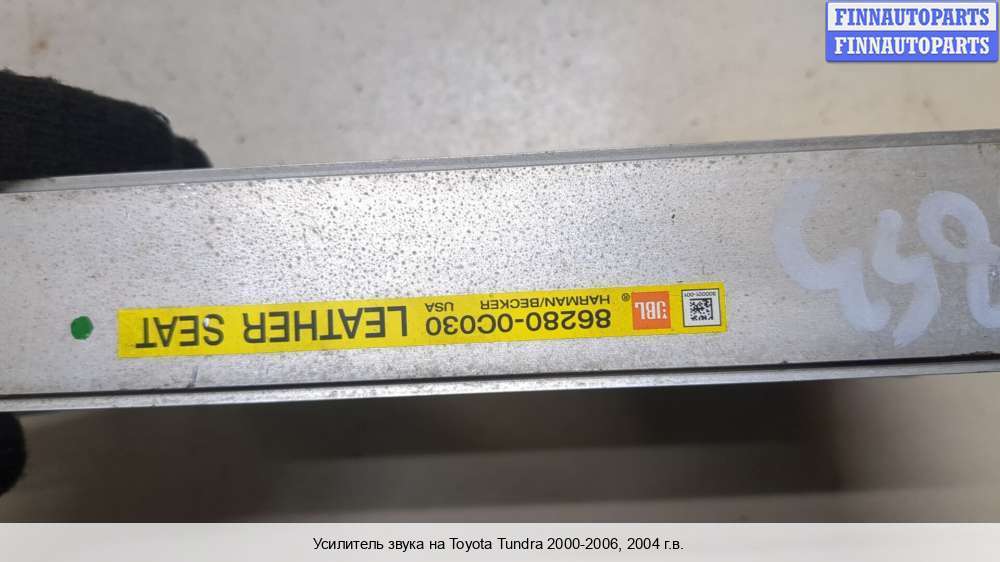 FINNAUTOPARTS
FINNAUTOPARTS
JBL
HARMAN/BECKER
USA
86280-0C030
LEATHER SEAT
Усилитель звука на Toyota Tundra 2000-2006, 2004 г.в.